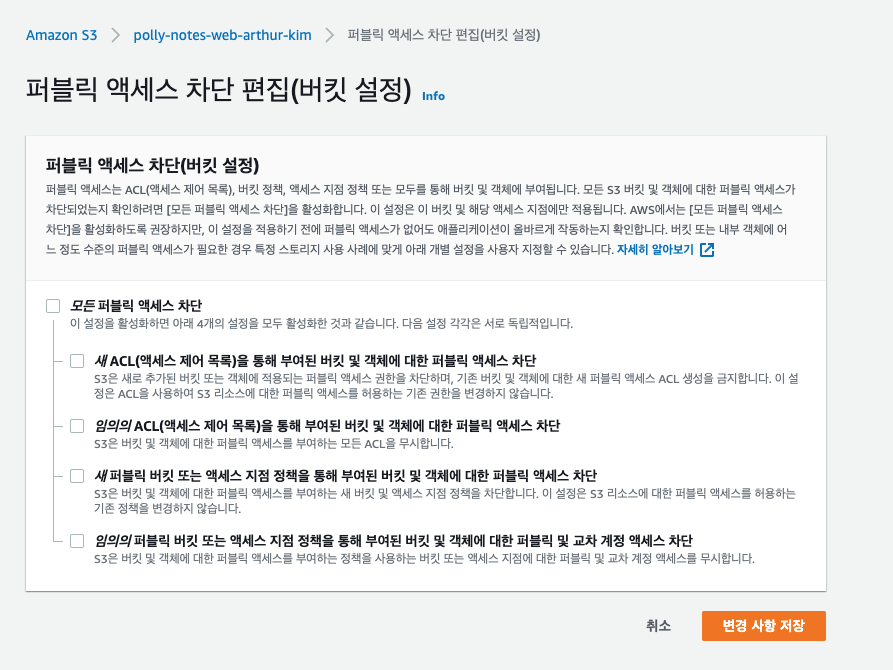 Amazon S3 > polly-notes-web-arthur-kim > 퍼블릭 액세스 차단 편집(버킷 설정)
퍼블릭 액세스 차단 편집(버킷 설정) Info
퍼블릭 액세스 차단(버킷 설정)
퍼블릭 액세스는 ACL(액세스 제어 목록), 버킷 정책, 액세스 지점 정책 또는 모두를 통해 버킷 및 객체에 부여됩니다. 모든 S3 버킷 및 객체에 대한 퍼블릭 액세스가
차단되었는지 확인하려면 [모든 퍼블릭 액세스 차단]을 활성화합니다. 이 설정은 이 버킷 및 해당 액세스 지점에만 적용됩니다. AWS에서는 [모든 퍼블릭 액세스
차단]을 활성화하도록 권장하지만, 이 설정을 적용하기 전에 퍼블릭 액세스가 없어도 애플리케이션이 올바르게 작동하는지 확인합니다. 버킷 또는 내부 객체에 어
느 정도 수준의 퍼블릭 액세스가 필요한 경우 특정 스토리지 사용 사례에 맞게 아래 개별 설정을 사용자 지정할 수 있습니다. 자세히 알아보기
모든 퍼블릭 액세스 차단
이 설정을 활성화하면 아래 4개의 설정을 모두 활성화한 것과 같습니다. 다음 설정 각각은 서로 독립적입니다.
새 ACL(액세스 제어 목록)을 통해 부여된 버킷 및 객체에 대한 퍼블릭 액세스 차단
S3은 새로 추가된 버킷 또는 객체에 적용되는 퍼블릭 액세스 권한을 차단하며, 기존 버킷 및 객체에 대한 새 퍼블릭 액세스 ACL 생성을 금지합니다. 이 설
정은 ACL을 사용하여 S3 리소스에 대한 퍼블릭 액세스를 허용하는 기존 권한을 변경하지 않습니다.
임의의 ACL(액세스 제어 목록)을 통해 부여된 버킷 및 객체에 대한 퍼블릭 액세스 차단
S3은 버킷 및 객체에 대한 퍼블릭 액세스를 부여하는 모든 ACL을 무시합니다.
새 퍼블릭 버킷 또는 액세스 지점 정책을 통해 부여된 버킷 및 객체에 대한 퍼블릭 액세스 차단
S3은 버킷 및 객체에 대한 퍼블릭 액세스를 부여하는 새 버킷 및 액세스 지점 정책을 차단합니다. 이 설정은 S3 리소스에 대한 퍼블릭 액세스를 허용하는
기존 정책을 변경하지 않습니다.
임의의 퍼블릭 버킷 또는 액세스 지점 정책을 통해 부여된 버킷 및 객체에 대한 퍼블릭 및 교차 계정 액세스 차단
S3은 버킷 및 객체에 대한 퍼블릭 액세스를 부여하는 정책을 사용하는 버킷 또는 액세스 지점에 대한 퍼블릭 및 교차 계정 액세스를 무시합니다.
취소 변경 사항 저장